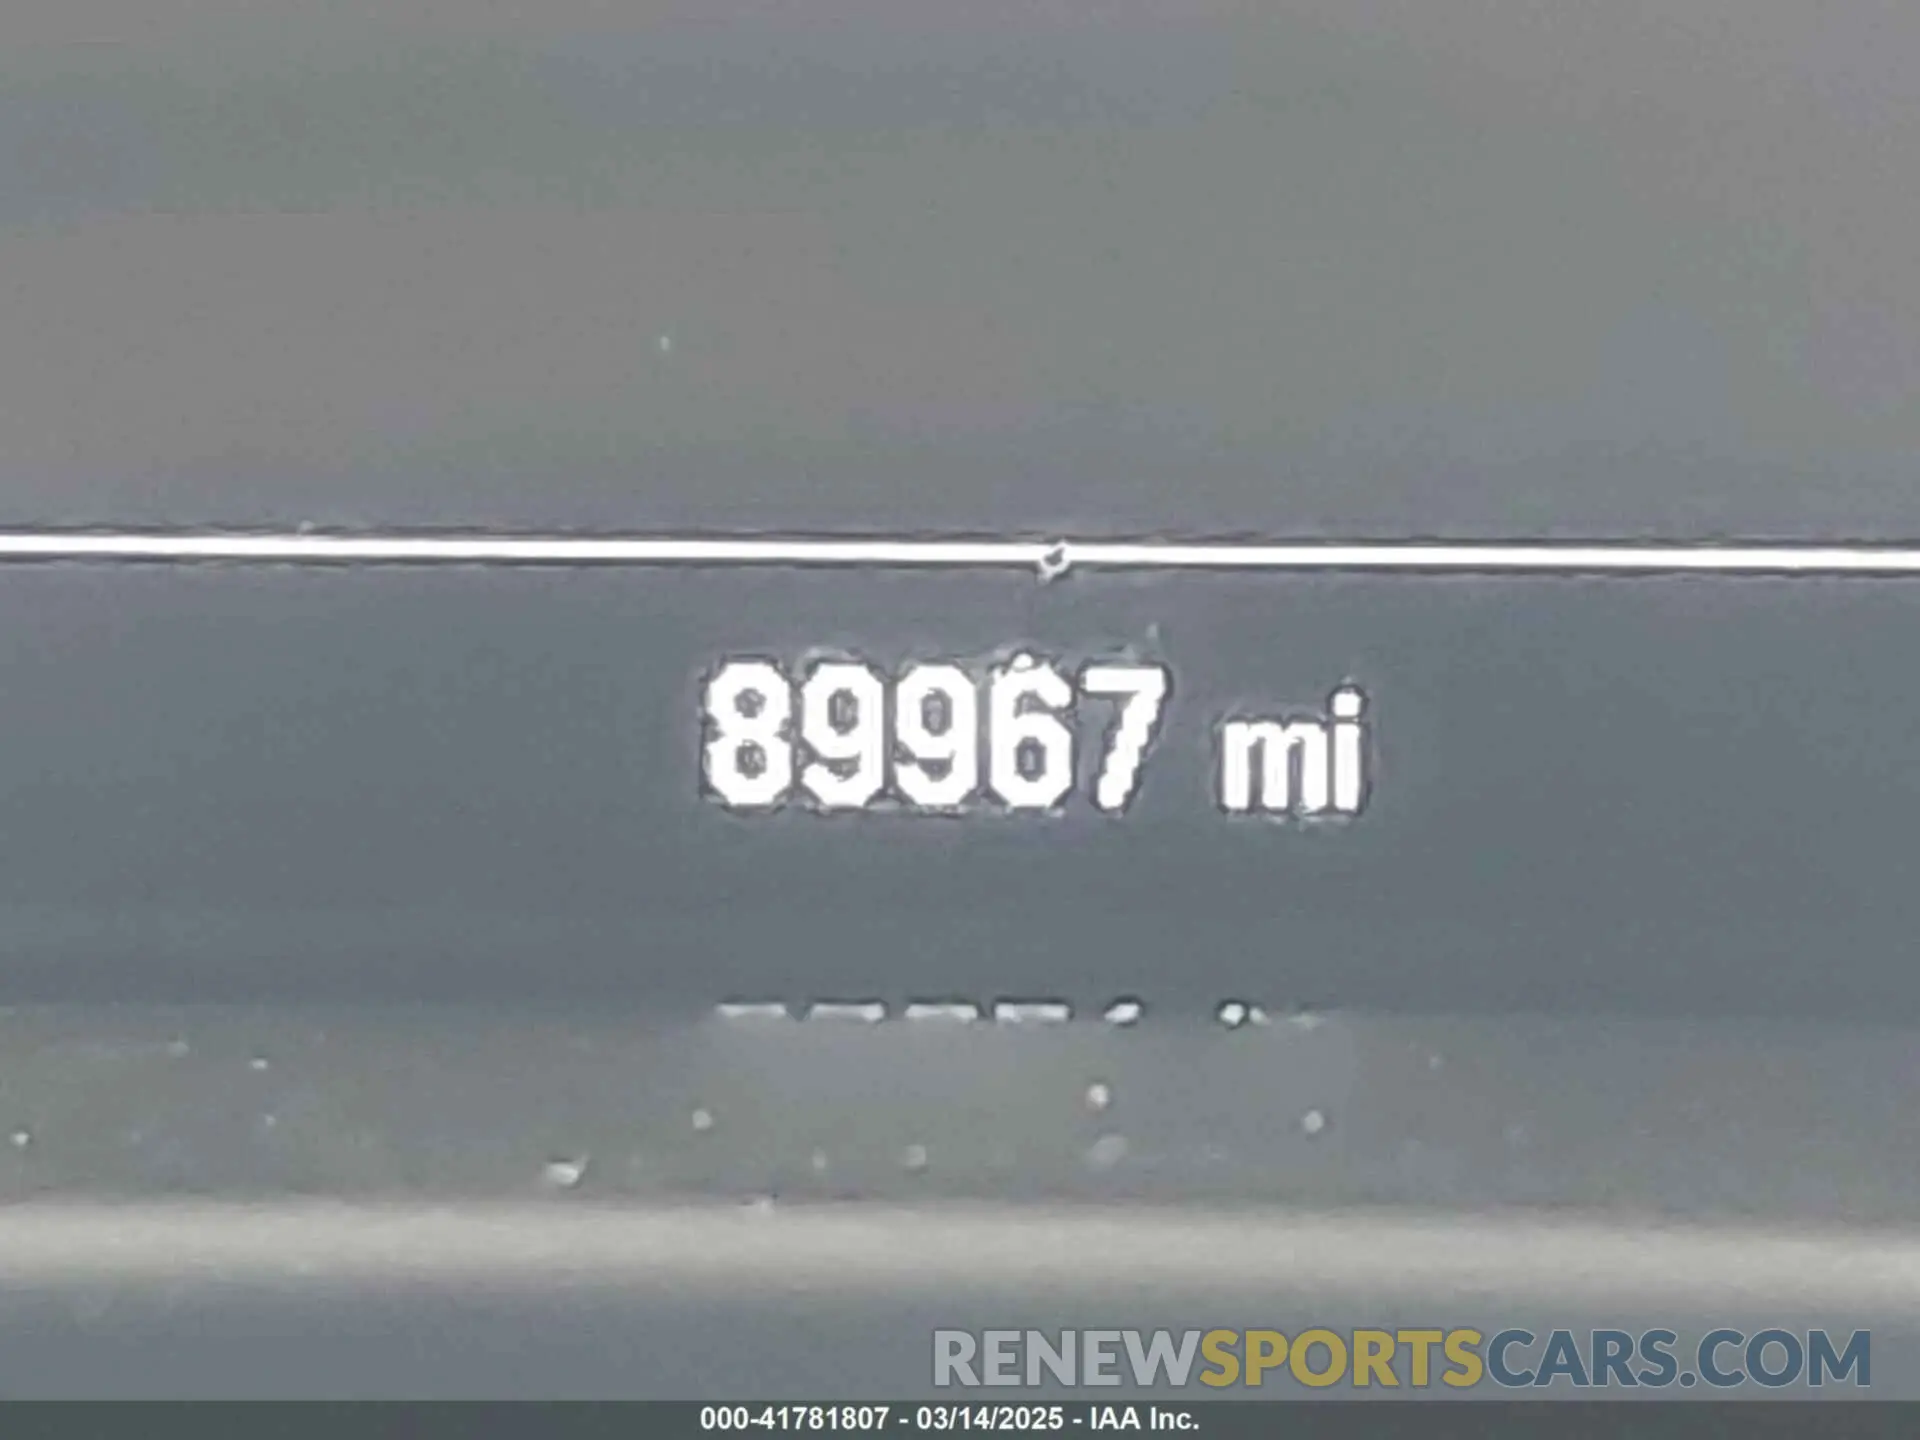 89967 mi
RENEWSPORTSCARS.COM
000-41781807 - 03/14/2025 - IAA Inc.